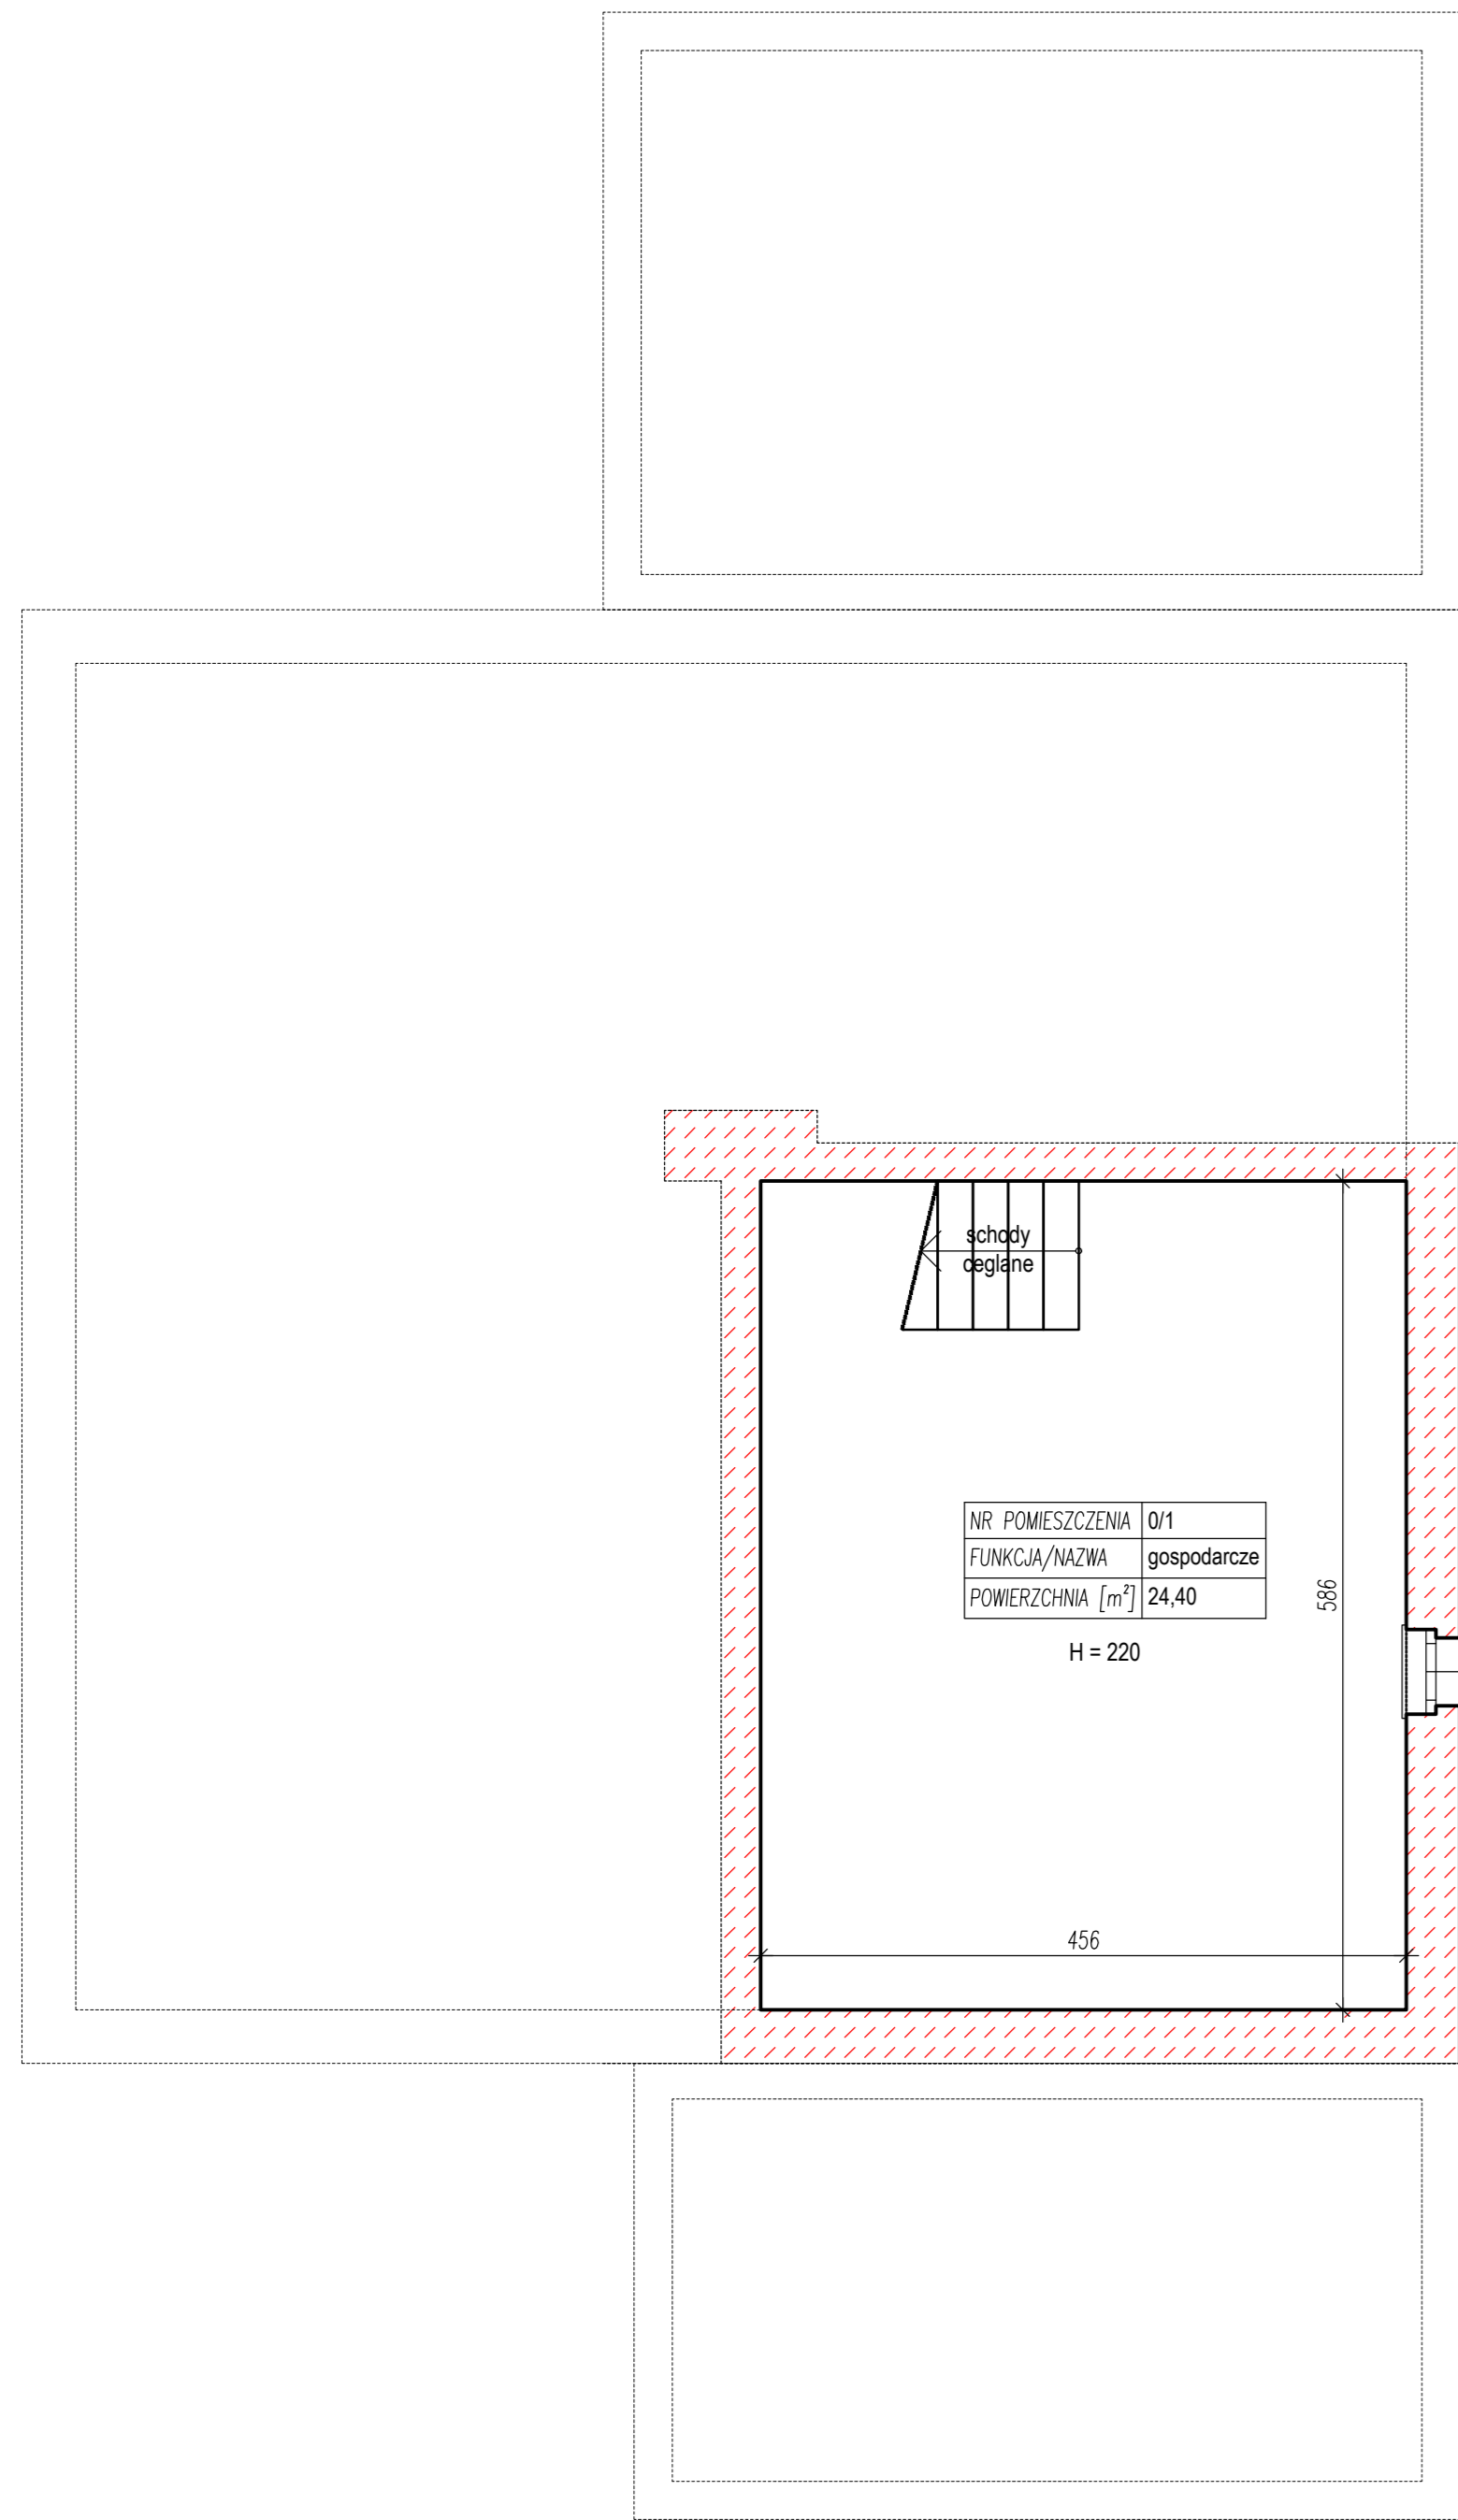 schody
ceglane
NR POMIESZCZENIA 0/1
FUNKCJA/NAZWA gospodarcze
POWIERZCHNIA [m²] 24,40
H = 220
586
456